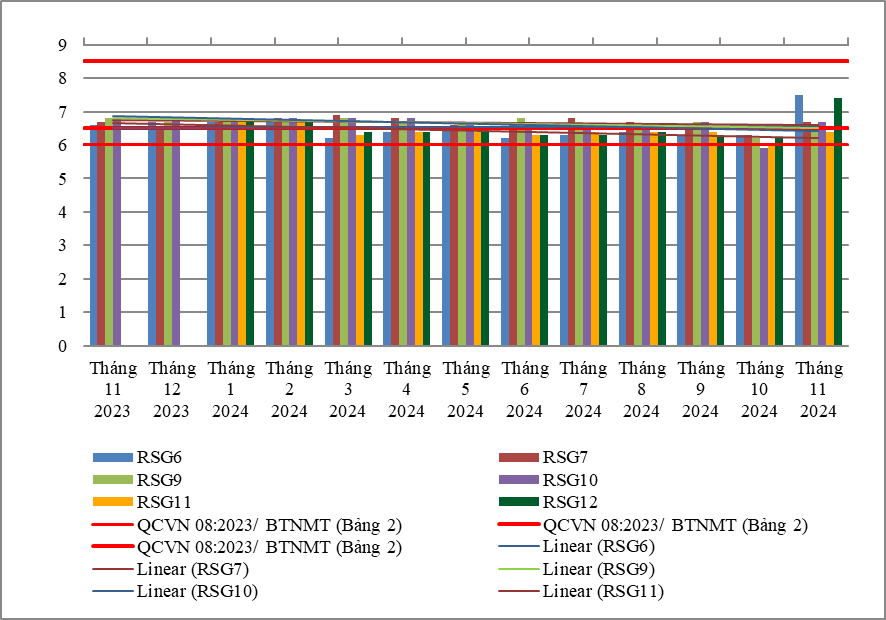 9
8
7
6
5
4
3
2
1
0
Tháng 11 2023
Tháng 12 2023
Tháng 1 2024
Tháng 2 2024
Tháng 3 2024
Tháng 4 2024
Tháng 5 2024
Tháng 6 2024
Tháng 7 2024
Tháng 8 2024
Tháng 9 2024
Tháng 10 2024
Tháng 11 2024
RSG6
RSG7
RSG9
RSG10
RSG11
RSG12
QCVN 08:2023/ BTNMT (Bảng 2)
QCVN 08:2023/ BTNMT (Bảng 2)
QCVN 08:2023/ BTNMT (Bảng 2)
Linear (RSG6)
Linear (RSG7)
Linear (RSG9)
Linear (RSG10)
Linear (RSG11)